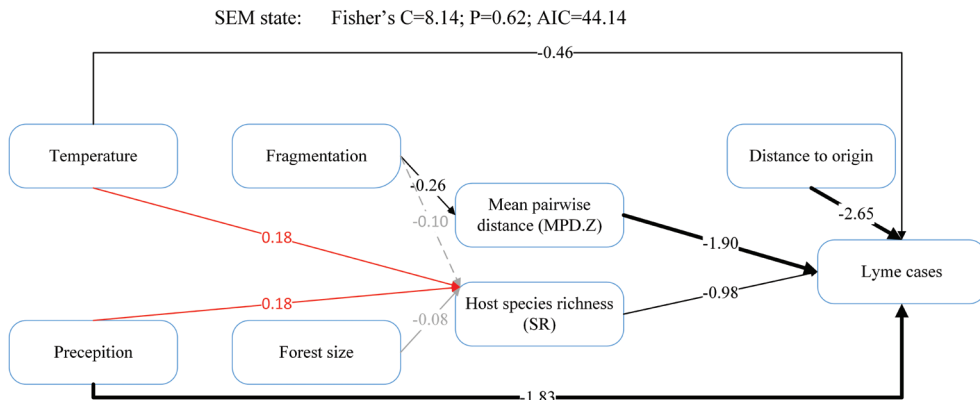 SEM state: Fisher’s C=8.14; P=0.62; AIC=44.14
-0.46
Temperature
Fragmentation
Distance to origin
-0.26
-0.10
Mean pairwise
distance (MPD.Z)
-2.65
0.18
-1.90
Lyme cases
0.18
Host species richness
(SR)
-0.98
-0.08
Precepition
Forest size
-1.83